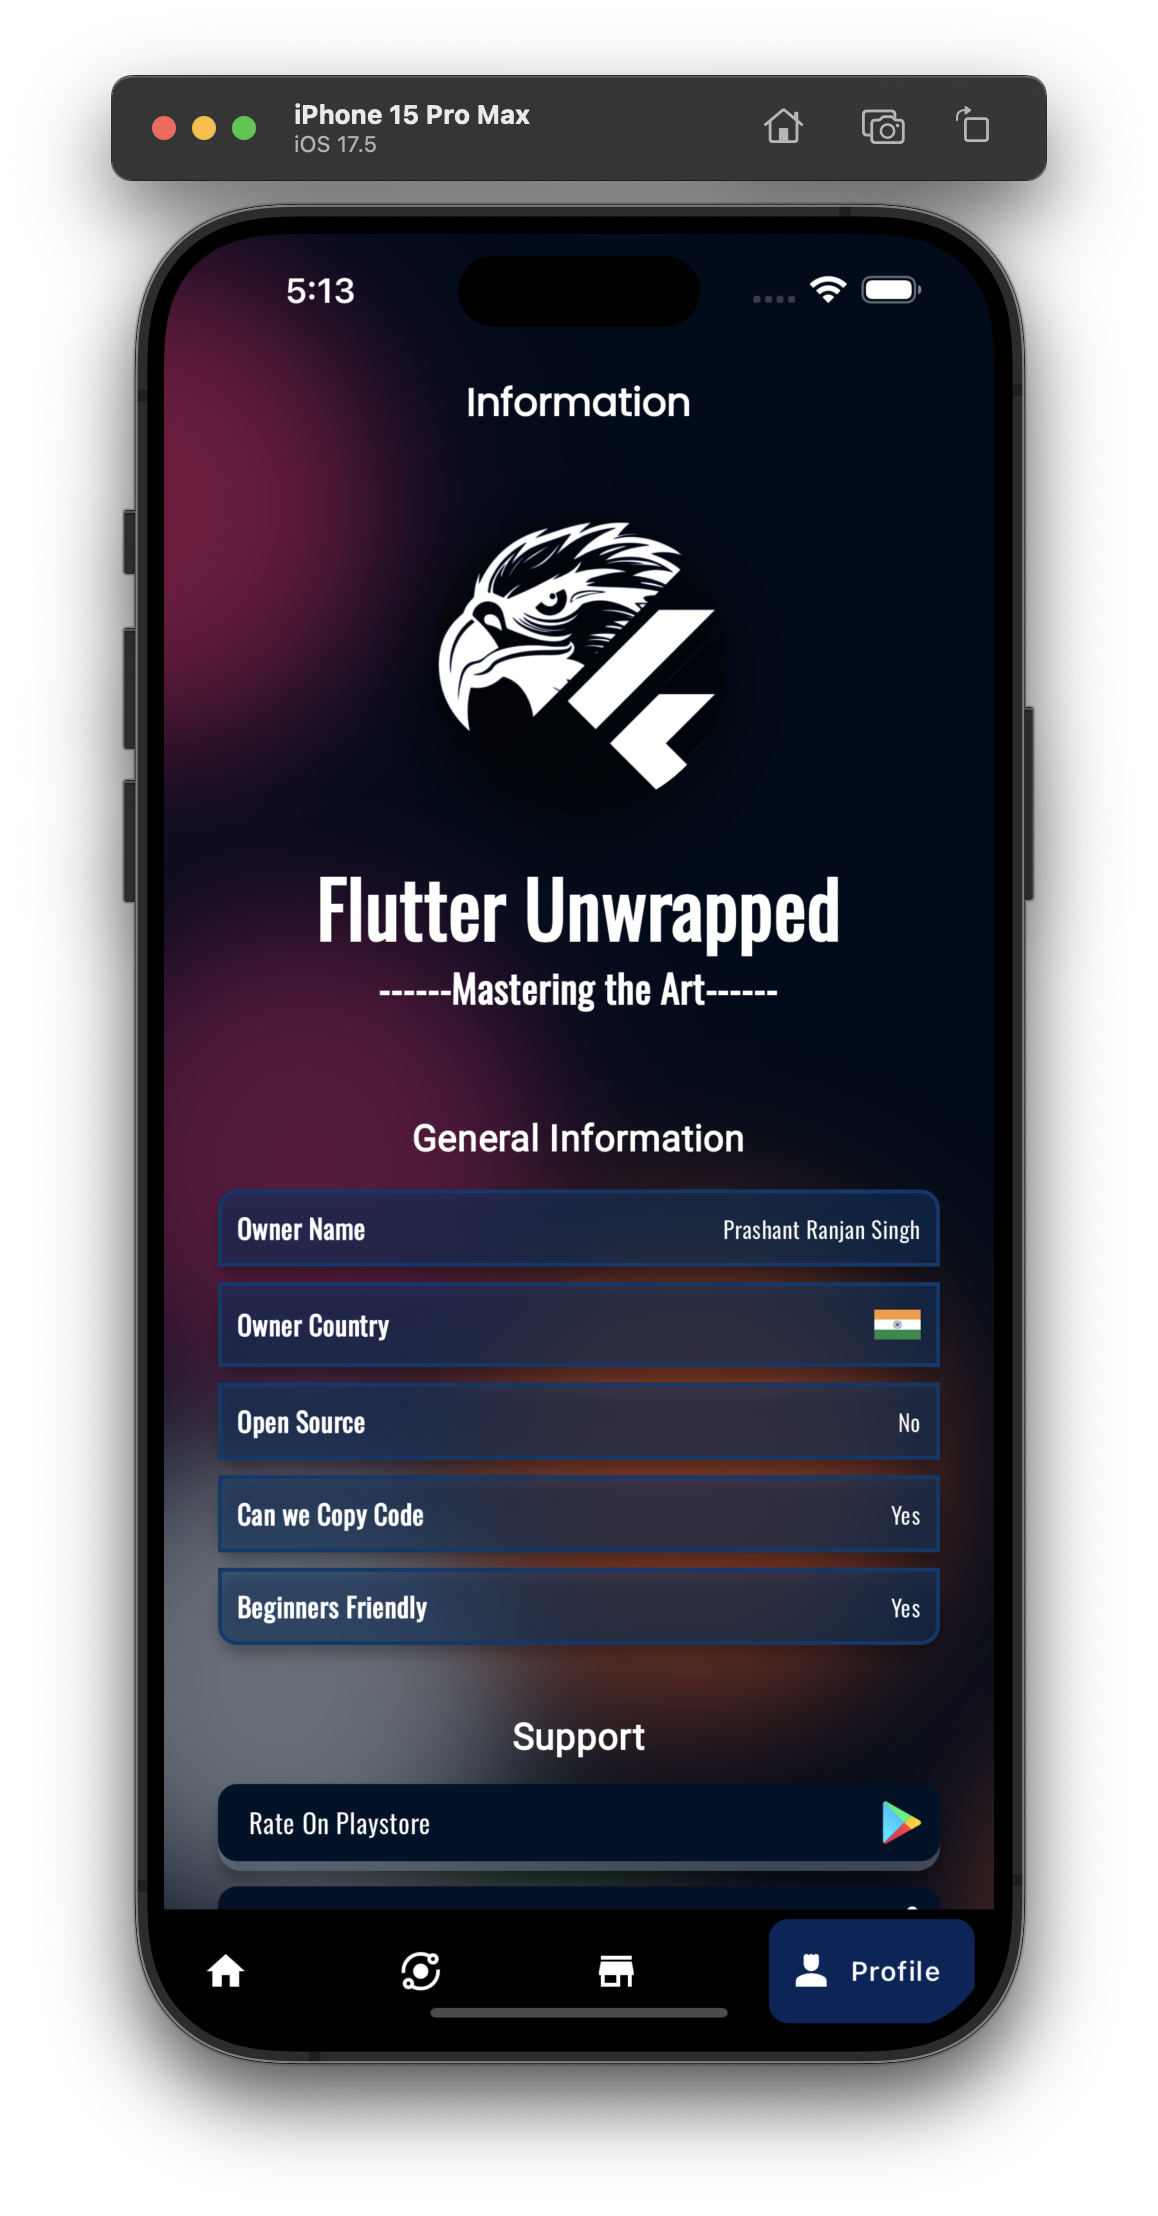 iPhone 15 Pro Max
iOS 17.5
5:13
Information
Flutter Unwrapped
------Mastering the Art------
General Information
Owner Name Prashant Ranjan Singh
Owner Country
Open Source No
Can we Copy Code Yes
Beginners Friendly Yes
Support
Rate On Playstore
Profile